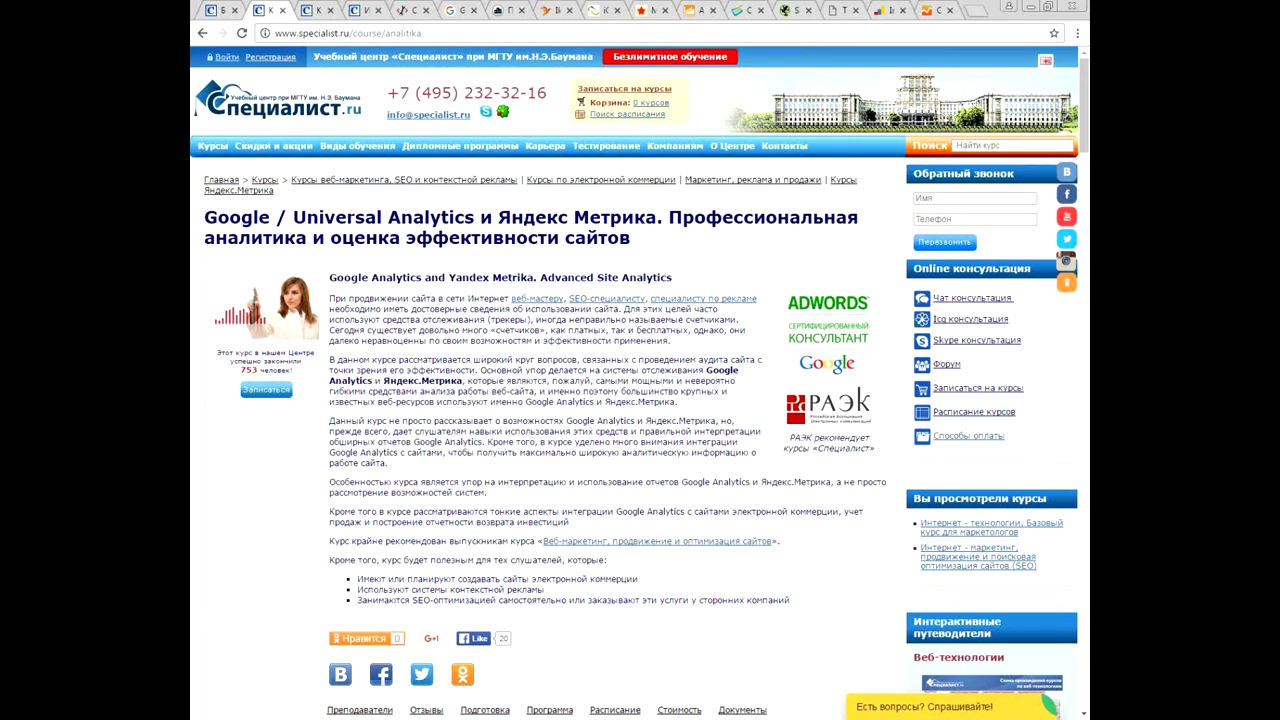 www.specialist.ru/course/analitika
Войти Регистрация Учебный центр «Специалист» при МГТУ им.Н.Э.Баумана Безлимитное обучение
Учебный центр при МГТУ им. Н.Э. Баумана
Специалист.ru
+7 (495) 232-32-16
info@specialist.ru
Записаться на курсы
Корзина: 0 курсов
Поиск расписания
Курсы Скидки и акции Виды обучения Дипломные программы Карьера Тестирование Компаниям О Центре Контакты
Поиск Найти курс
Главная > Курсы > Курсы веб-маркетинга, SEO и контекстной рекламы | Курсы по электронной коммерции | Маркетинг, реклама и продажи | Курсы
Яндекс.Метрика
Google / Universal Analytics и Яндекс Метрика. Профессиональная
аналитика и оценка эффективности сайтов
Этот курс в нашем Центре
успешно закончили
753 человек!
Записаться
Google Analytics and Yandex Metrika. Advanced Site Analytics
При продвижении сайта в сети Интернет веб-мастеру, SEO-специалисту, специалисту по рекламе
необходимо иметь достоверные сведения об использовании сайта. Для этих целей часто
используют средства отслеживания (трекеры), иногда неправильно называемые счетчиками.
Сегодня существует довольно много «счетчиков», как платных, так и бесплатных, однако, они
далеко неравноценны по своим возможностям и эффективности применения.
В данном курсе рассматривается широкий круг вопросов, связанных с проведением аудита сайта с
точки зрения его эффективности. Основной упор делается на системы отслеживания Google
Analytics и Яндекс.Метрика, которые являются, пожалуй, самыми мощными и невероятно
гибкими средствами анализа работы веб-сайта, и именно поэтому большинство крупных и
известных веб-ресурсов используют именно Google Analytics и Яндекс.Метрика.
Данный курс не просто рассказывает о возможностях Google Analytics и Яндекс.Метрика, но,
прежде всего, дает слушателям навыки использования этих средств и правильной интерпретации
обширных отчетов Google Analytics. Кроме того, в курсе уделено много внимания интеграции
Google Analytics с сайтами, чтобы получить максимально широкую аналитическую информацию о
работе сайта.
Особенностью курса является упор на интерпретацию и использование отчетов Google Analytics и Яндекс.Метрика, а не просто
рассмотрение возможностей систем.
Кроме того в курсе рассматриваются тонкие аспекты интеграции Google Analytics с сайтами электронной коммерции, учет
продаж и построение отчетности возврата инвестиций
Курс крайне рекомендован выпускникам курса «Веб-маркетинг, продвижение и оптимизация сайтов».
Кроме того, курс будет полезным для тех слушателей, которые:
Имеют или планируют создавать сайты электронной коммерции
Используют системы контекстной рекламы
Занимаются SEO-оптимизацией самостоятельно или заказывают эти услуги у сторонних компаний
ADWORDS
СЕРТИФИЦИРОВАННЫЙ
КОНСУЛЬТАНТ
Google
РАЭК
Российская Ассоциация
электронных коммуникаций
РАЭК рекомендует
курсы «Специалист»
Нравится 0 G+1 Like 20
Преподаватели Отзывы Подготовка Программа Расписание Стоимость Документы
Обратный звонок
Имя
Телефон
Перезвонить
Online консультация
Чат консультация
Icq консультация
Skype консультация
Форум
Записаться на курсы
Расписание курсов
Способы оплаты
Вы просмотрели курсы
Интернет - технологии. Базовый
курс для маркетологов
Интернет - маркетинг,
продвижение и поисковая
оптимизация сайтов (SEO)
Интерактивные
путеводители
Веб-технологии
Есть вопросы? Спрашивайте!